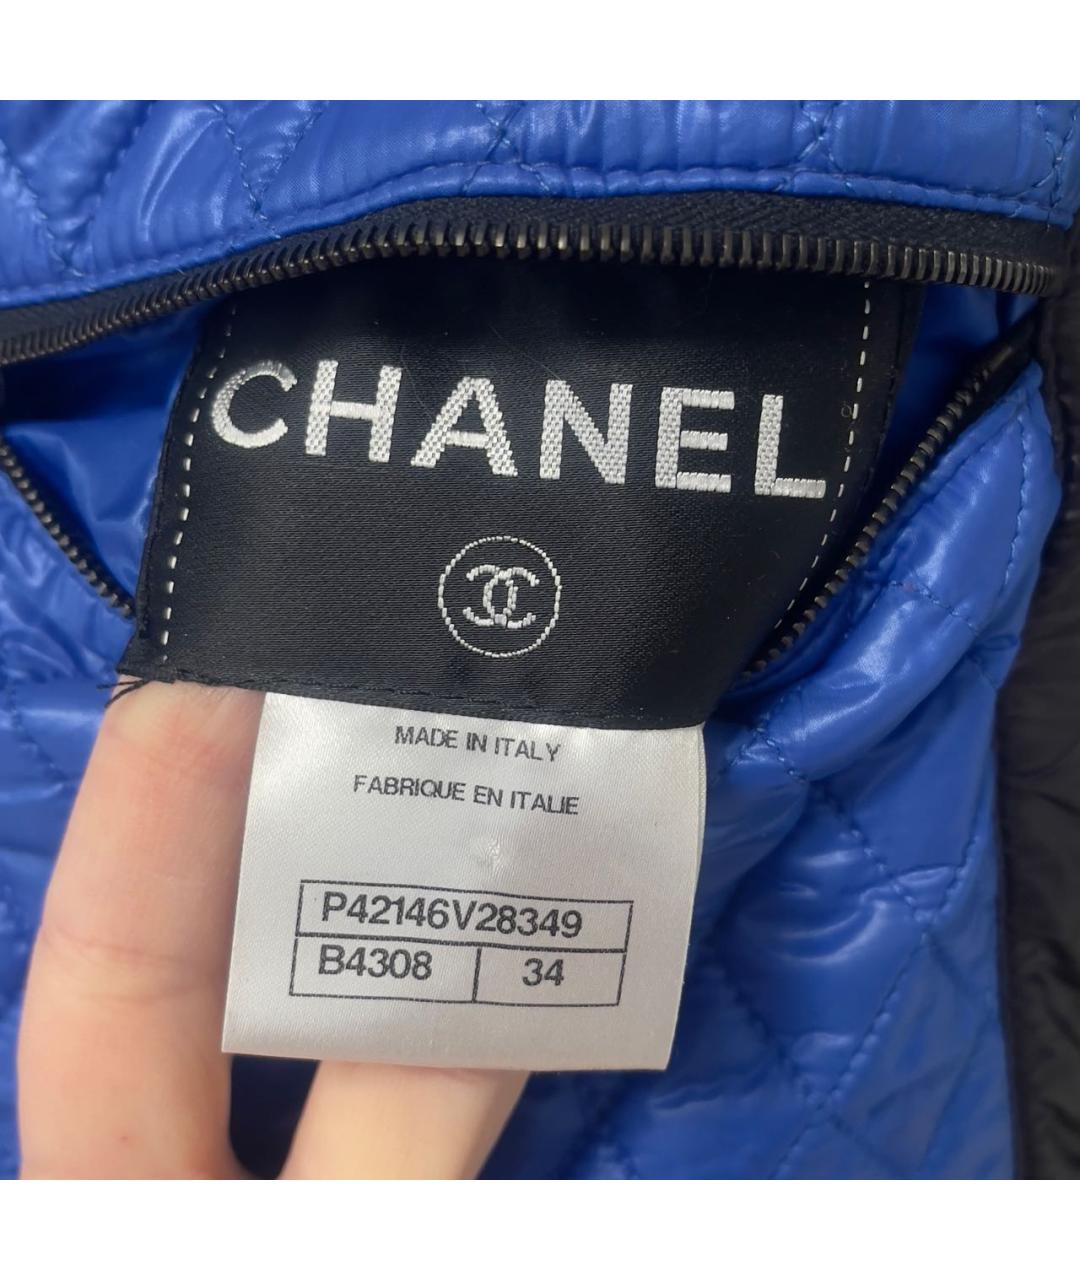 CHANEL
MADE IN ITALY
FABRIQUE EN ITALIE
P42146V28349
B4308 34